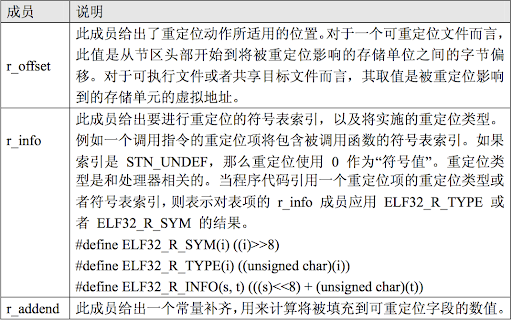 成员 说明
此成员给出了重定位动作所适用的位置。对于一个可重定位文件而言，
r_offset 此值是从节区头部开始到将被重定位影响的存储单位之间的字节偏
移。对于可执行文件或者共享目标文件而言，其取值是被重定位影响
到的存储单元的虚拟地址。
此成员给出要进行重定位的符号表索引，以及将实施的重定位类型。
r_info 例如一个调用指令的重定位项将包含被调用函数的符号表索引。如果
索引是 STN_UNDEF，那么重定位使用 0 作为“符号值”。重定位类
型是和处理器相关的。当程序代码引用一个重定位项的重定位类型或
者符号表索引，则表示对表项的 r_info 成员应用 ELF32_R_TYPE 或
者 ELF32_R_SYM 的结果。
#define ELF32_R_SYM(i) ((i)>>8)
#define ELF32_R_TYPE(i) ((unsigned char)(i))
#define ELF32_R_INFO(s, t) (((s)<<8) + (unsigned char)(t))
r_addend 此成员给出一个常量补齐，用来计算将被填充到可重定位字段的数值。